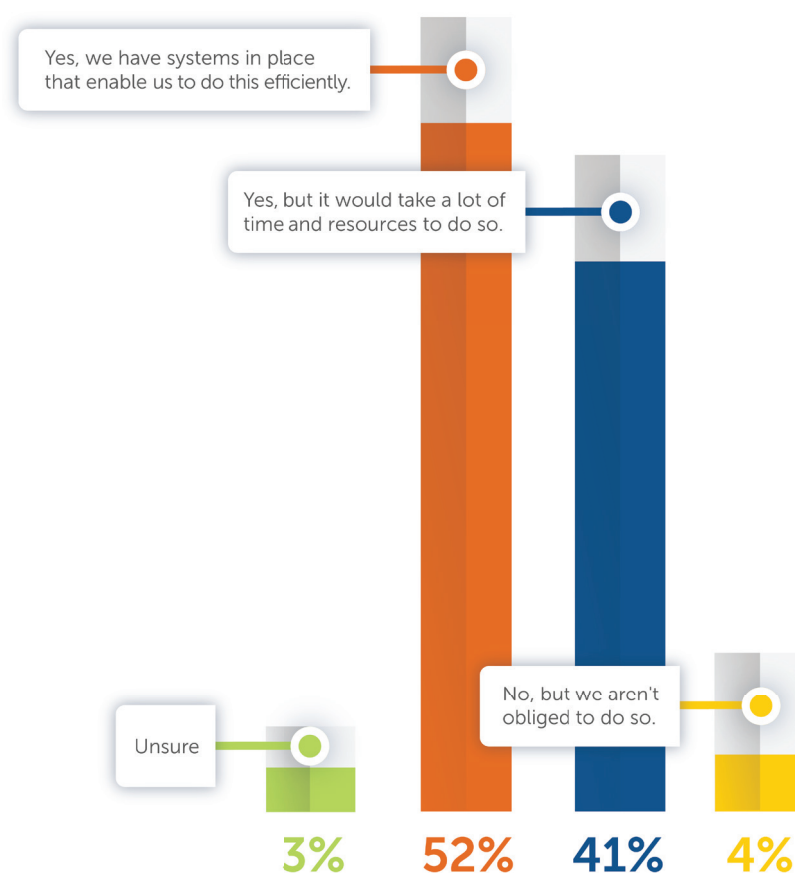 Yes, we have systems in place
that enable us to do this efficiently.
Yes, but it would take a lot of
time and resources to do so.
No, but we aren't
obliged to do so.
Unsure
3% 52% 41% 4%